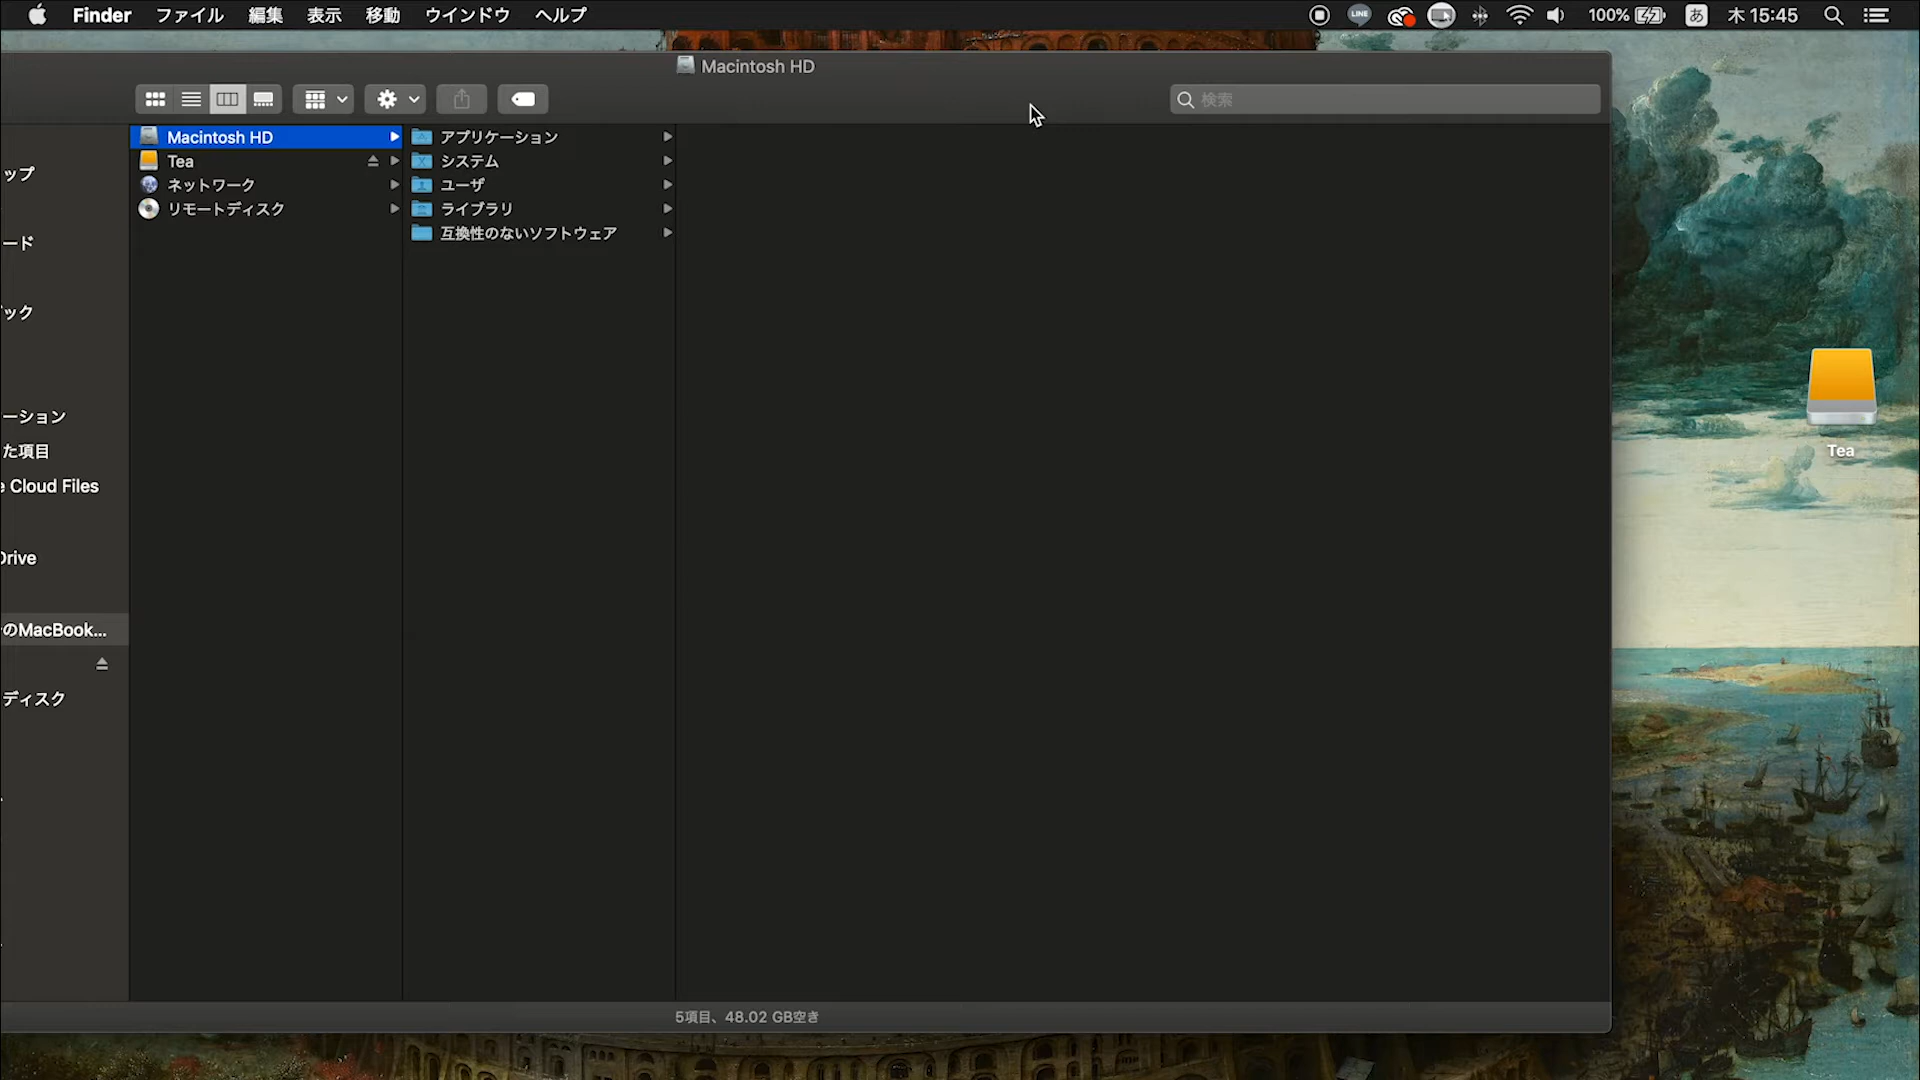 Finder ファイル 編集 表示 移動 ウインドウ ヘルプ LINE 100% あ 木 15:45
Macintosh HD
検索
Macintosh HD
Tea
ネットワーク
リモートディスク
アプリケーション
システム
ユーザ
ライブラリ
互換性のないソフトウェア
ップ
ード
ック
ーション
た項目
e Cloud Files
Drive
のMacBook...
ディスク
Tea
5項目、48.02 GB空き